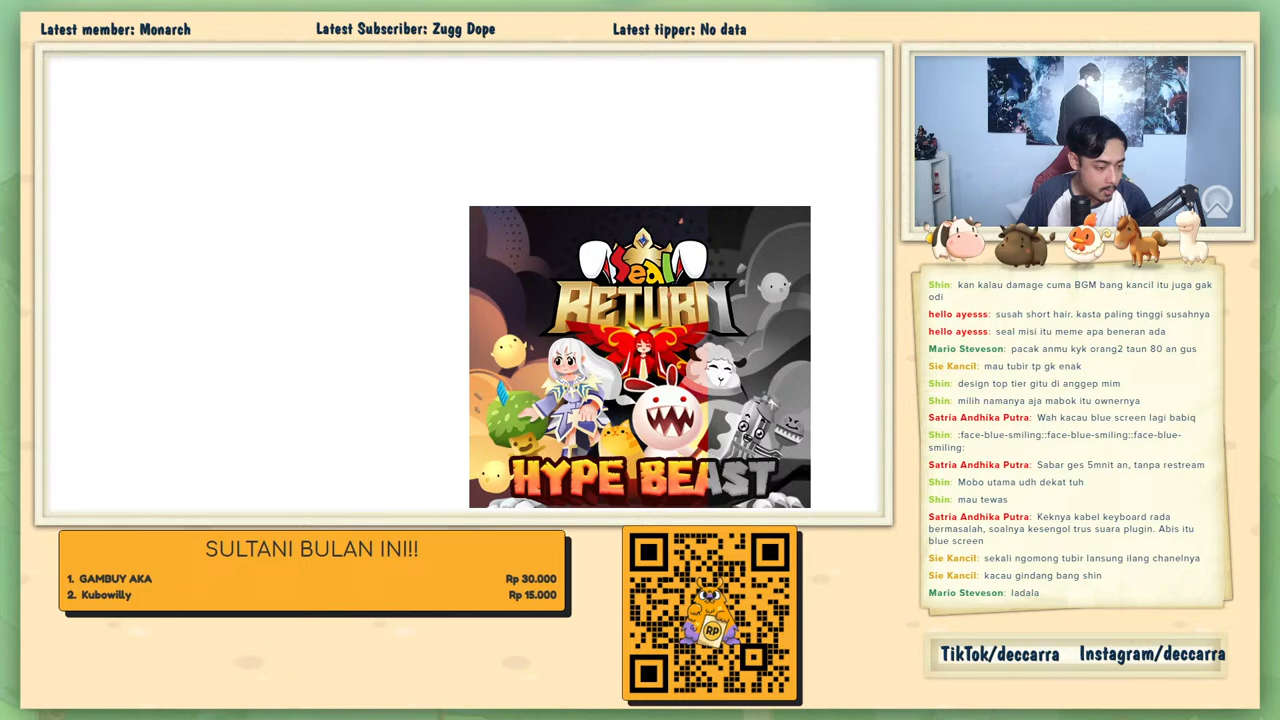 Latest member: Monarch
Latest Subscriber: Zugg Dope
Latest tipper: No data
Seal
RETURN
HYPE BEAST
Shin: kan kalau damage cuma BGM bang kancil itu juga gak
odi
hello ayesss: susah short hair. kasta paling tinggi susahnya
hello ayesss: seal misi itu meme apa beneran ada
Mario Steveson: pacak anmu kyk orang2 taun 80 an gus
Sie Kancil: mau tubir tp gk enak
Shin: design top tier gitu di anggep mim
Shin: milih namanya aja mabok itu ownernya
Satria Andhika Putra: Wah kacau blue screen lagi babiq
Shin: :face-blue-smiling::face-blue-smiling::face-blue-
smiling:
Satria Andhika Putra: Sabar ges 5mnit an, tanpa restream
Shin: Mobo utama udh dekat tuh
Shin: mau tewas
Satria Andhika Putra: Keknya kabel keyboard rada
bermasalah, soalnya kesengol trus suara plugin. Abis itu
blue screen
Sie Kancil: sekali ngomong tubir lansung ilang chanelnya
Sie Kancil: kacau gindang bang shin
Mario Steveson: ladala
SULTANI BULAN INI!!
1. GAMBUY AKA Rp 30.000
2. Kubowilly Rp 15.000
RP
TikTok/deccarra Instagram/deccarra